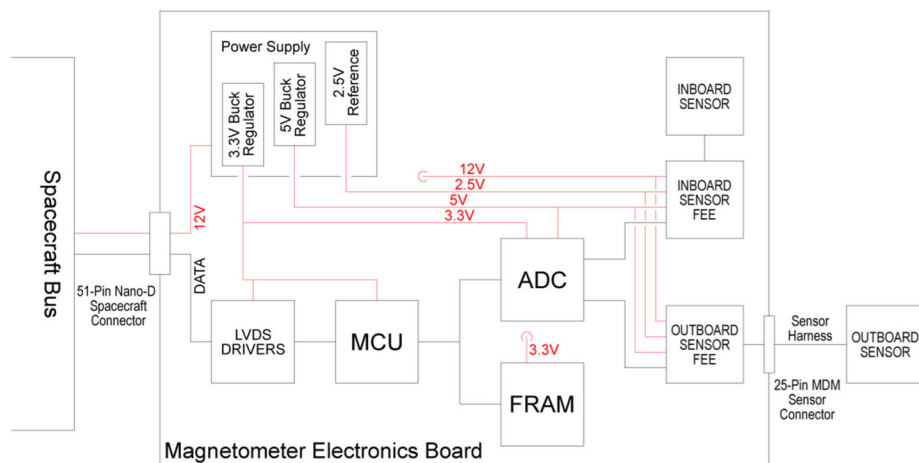 Power Supply
3.3V Buck
Regulator
5V Buck
Regulator
2.5V
Reference
INBOARD
SENSOR
12V
2.5V
5V
3.3V
INBOARD
SENSOR
FEE
Spacecraft Bus
12V
DATA
51-Pin Nano-D
Spacecraft
Connector
ADC
LVDS
DRIVERS
MCU
3.3V
FRAM
OUTBOARD
SENSOR
FEE
Sensor
Harness
OUTBOARD
SENSOR
25-Pin MDM
Sensor
Connector
Magnetometer Electronics Board